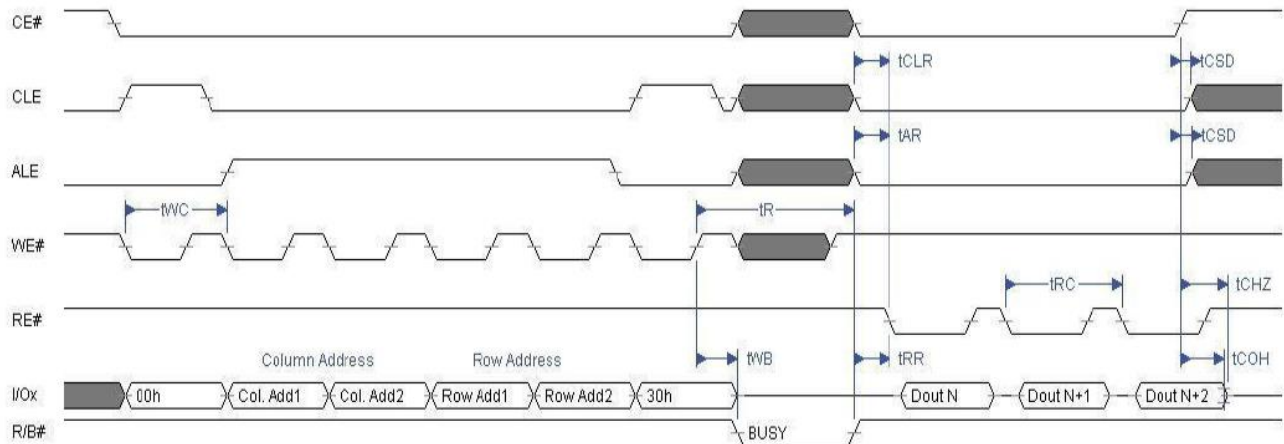 CE#
CLE
tCLR
tCSD
ALE
tAR
tCSD
WE#
tWC
tR
RE#
tRC
tCHZ
Column Address
Row Address
tWB
tRR
tCOH
I/Ox
00h
Col. Add1
Col. Add2
Row Add1
Row Add2
30h
Dout N
Dout N+1
Dout N+2
R/B#
BUSY